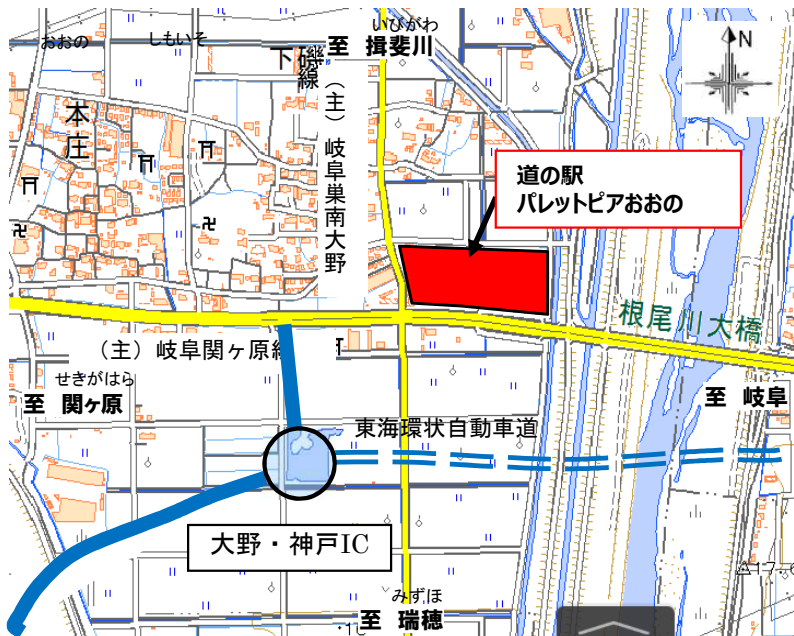 いびがわ
至 揖斐川
おおの
しもいそ
下磯線
N
本庄
（主）岐阜巣南大野
道の駅
パレットピアおおの
根尾川大橋
（主）岐阜関ヶ原線
せきがはら
至 関ヶ原
至 岐阜
東海環状自動車道
大野・神戸IC
みずほ
至 瑞穂